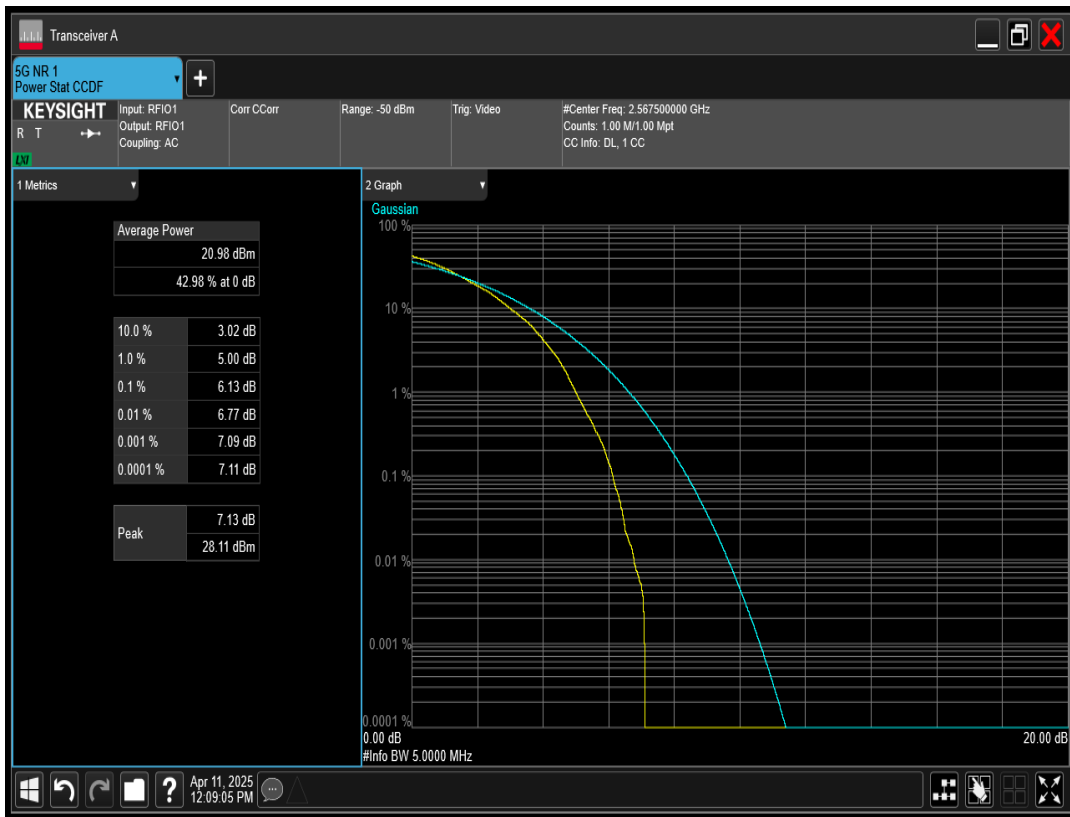 Transceiver A
5G NR 1
Power Stat CCDF
+
KEYSIGHT
R T
LXI
Input: RFIO1
Output: RFIO1
Coupling: AC
Corr CCorr
Range: -50 dBm
Trig: Video
#Center Freq: 2.567500000 GHz
Counts: 1.00 M/1.00 Mpt
CC Info: DL, 1 CC
1 Metrics
Average Power
20.98 dBm
42.98 % at 0 dB
10.0 % 3.02 dB
1.0 % 5.00 dB
0.1 % 6.13 dB
0.01 % 6.77 dB
0.001 % 7.09 dB
0.0001 % 7.11 dB
Peak
7.13 dB
28.11 dBm
2 Graph
Gaussian
100 %
10 %
1 %
0.1 %
0.01 %
0.001 %
0.0001 %
0.00 dB 20.00 dB
#Info BW 5.0000 MHz
?
Apr 11, 2025
12:09:05 PM